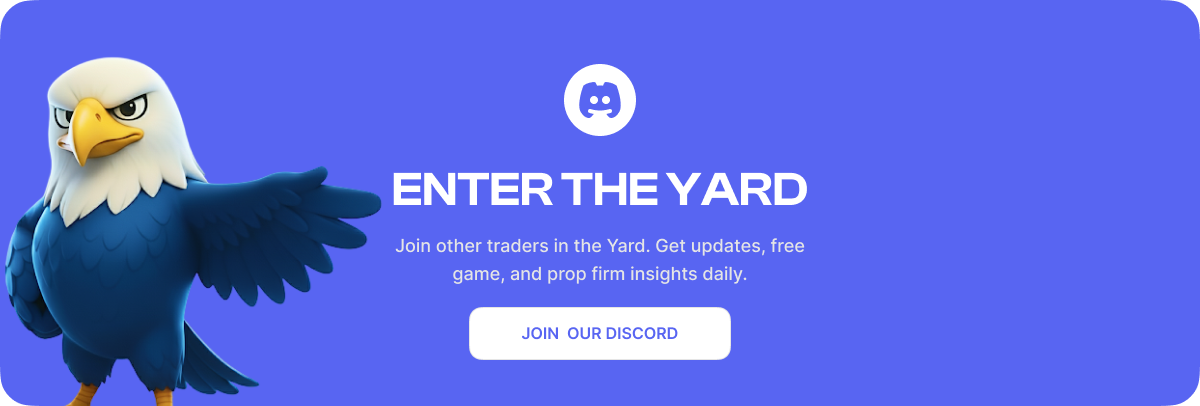 ENTER THE YARD
Join other traders in the Yard. Get updates, free
game, and prop firm insights daily.
JOIN  OUR DISCORD